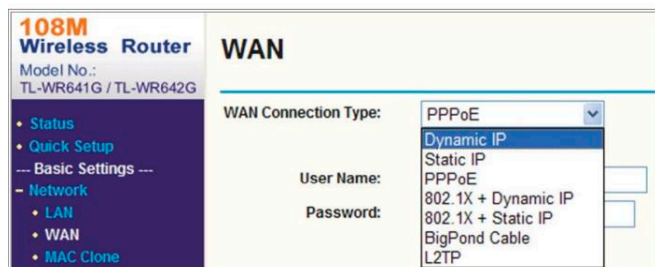 108M
Wireless Router
Model No.:
TL-WR641G / TL-WR642G
• Status
• Quick Setup
--- Basic Settings ---
– Network
• LAN
• WAN
• MAC Clone
WAN
WAN Connection Type:
PPPoE
Dynamic IP
Static IP
PPPoE
802.1X + Dynamic IP
802.1X + Static IP
BigPond Cable
L2TP
User Name:
Password: